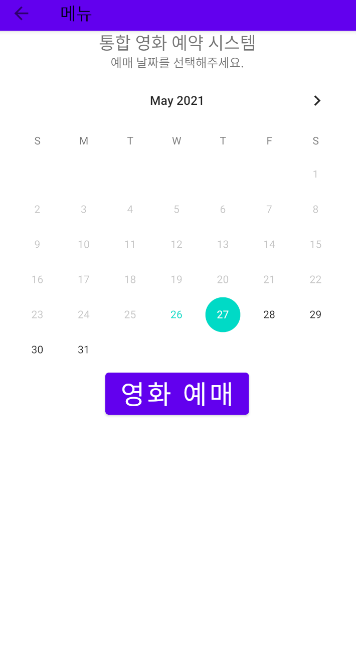 메뉴
통합 영화 예약 시스템
예매 날짜를 선택해주세요.
May 2021
S M T W T F S
1
2 3 4 5 6 7 8
9 10 11 12 13 14 15
16 17 18 19 20 21 22
23 24 25 26 27 28 29
30 31
영화 예매